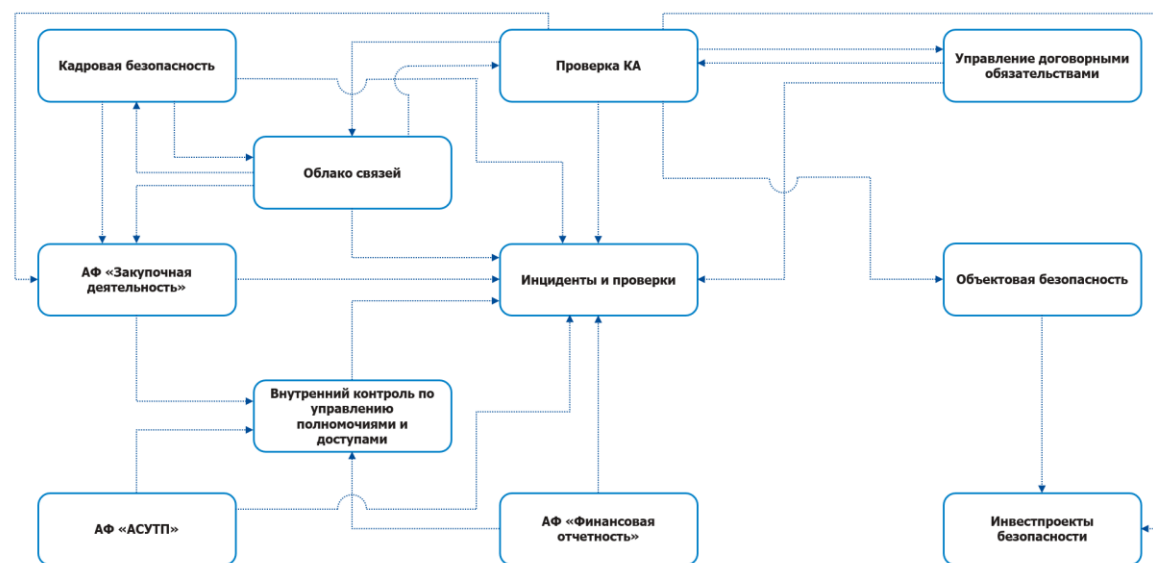 Кадровая безопасность
Проверка КА
Управление договорными
обязательствами
Облако связей
АФ «Закупочная
деятельность»
Инциденты и проверки
Объектовая безопасность
Внутренний контроль по
управлению
полномочиями и
доступами
АФ «АСУТП»
АФ «Финансовая
отчетность»
Инвестпроекты
безопасности